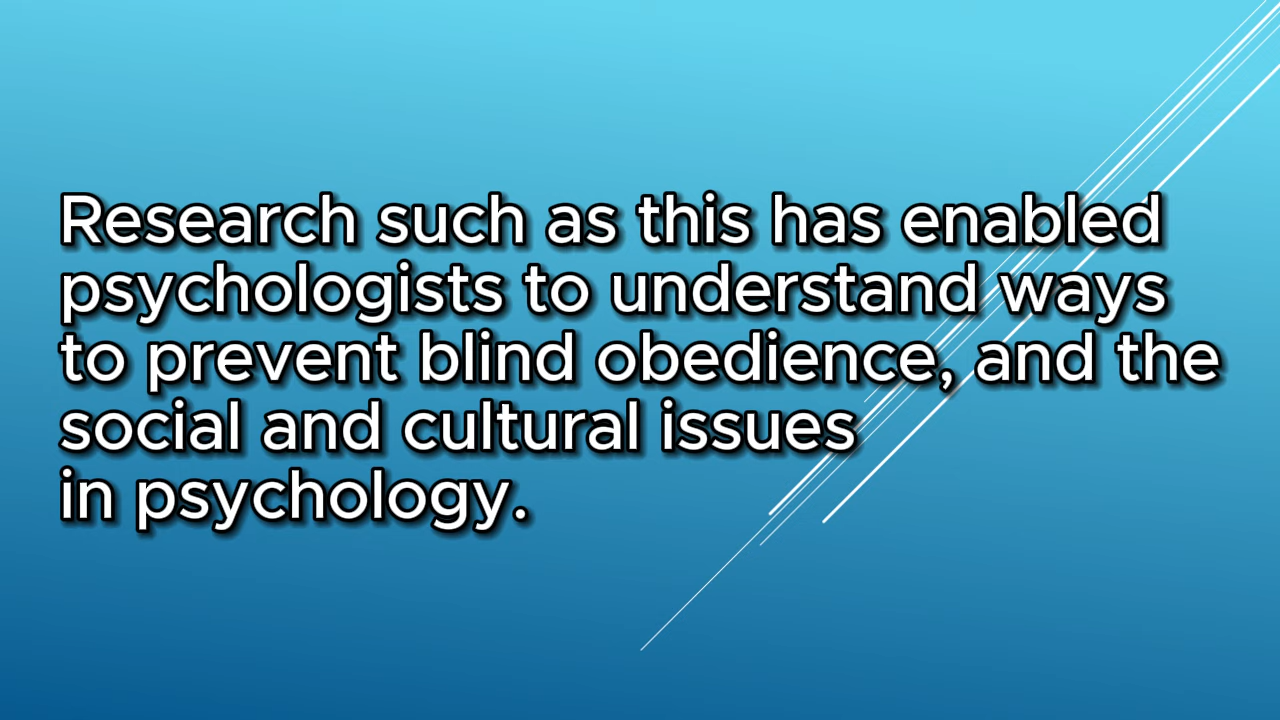 Research such as this has enabled
psychologists to understand ways
to prevent blind obedience, and the
social and cultural issues
in psychology.